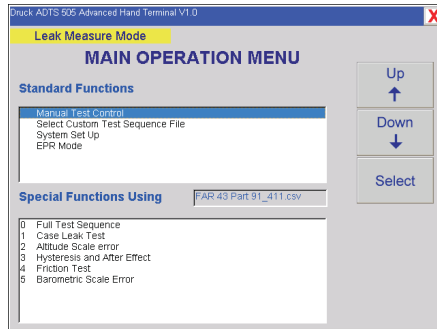 Druck ADTS 505 Advanced Hand Terminal V1.0
X
Leak Measure Mode
MAIN OPERATION MENU
Standard Functions
Manual Test Control
Select Custom Test Sequence File
System Set Up
EPR Mode
Special Functions Using
FAR 43 Part 91_411.csv
0 Full Test Sequence
1 Case Leak Test
2 Altitude Scale error
3 Hysteresis and After Effect
4 Friction Test
5 Barometric Scale Error
Up
Down
Select